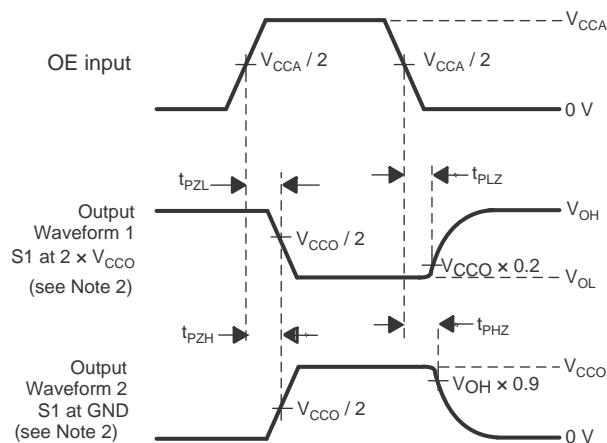 V_CCA
OE input
V_CCA / 2
V_CCA / 2
0 V
t_PZL
t_PLZ
Output
Waveform 1
S1 at 2 × V_CCO
(see Note 2)
V_OH
V_CCO / 2
V_CCO × 0.2
V_OL
t_PZH
t_PHZ
Output
Waveform 2
S1 at GND
(see Note 2)
V_CCO
V_OH × 0.9
V_CCO / 2
0 V